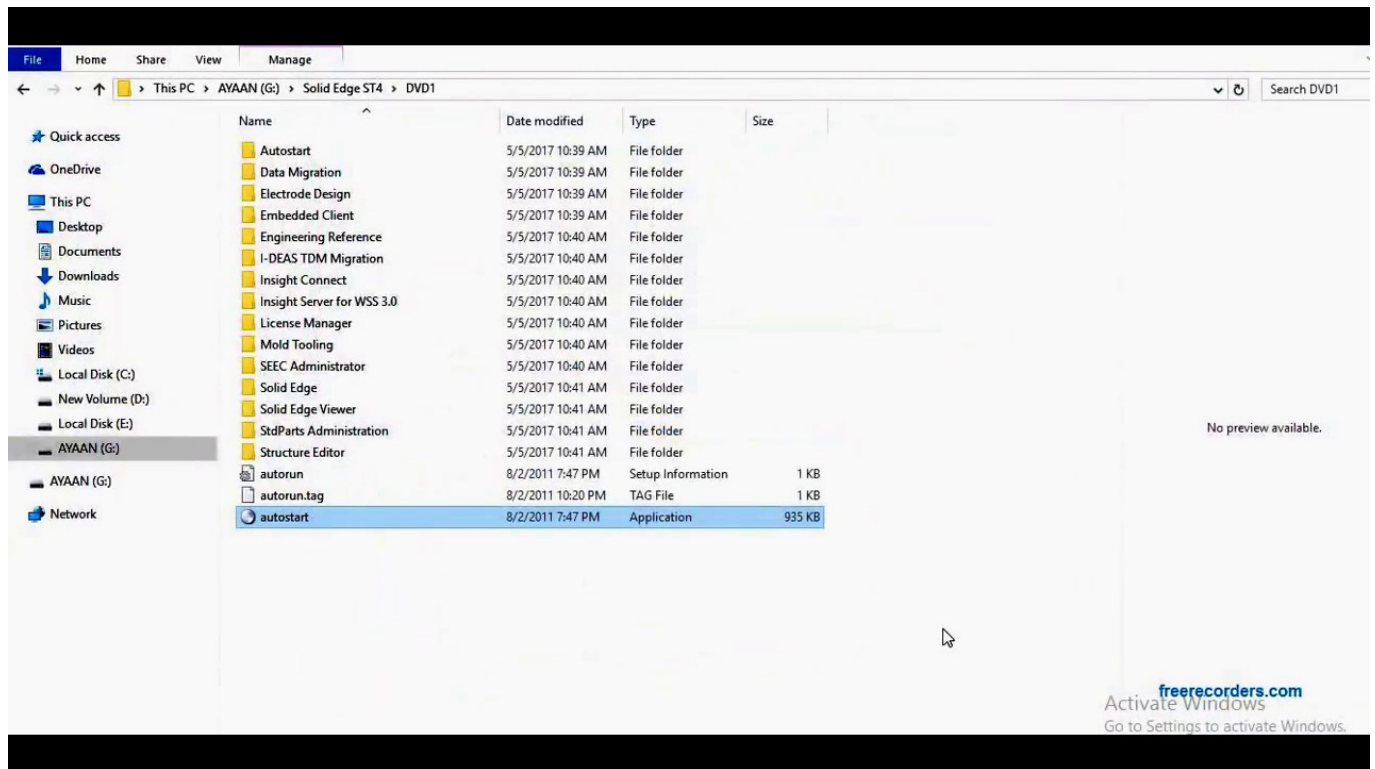 File Home Share View Manage
This PC > AYAAN (G:) > Solid Edge ST4 > DVD1
Search DVD1
Quick access
OneDrive
This PC
Desktop
Documents
Downloads
Music
Pictures
Videos
Local Disk (C:)
New Volume (D:)
Local Disk (E:)
AYAAN (G:)
AYAAN (G:)
Network
Name Date modified Type Size
Autostart 5/5/2017 10:39 AM File folder
Data Migration 5/5/2017 10:39 AM File folder
Electrode Design 5/5/2017 10:39 AM File folder
Embedded Client 5/5/2017 10:39 AM File folder
Engineering Reference 5/5/2017 10:40 AM File folder
I-DEAS TDM Migration 5/5/2017 10:40 AM File folder
Insight Connect 5/5/2017 10:40 AM File folder
Insight Server for WSS 3.0 5/5/2017 10:40 AM File folder
License Manager 5/5/2017 10:40 AM File folder
Mold Tooling 5/5/2017 10:40 AM File folder
SEEC Administrator 5/5/2017 10:40 AM File folder
Solid Edge 5/5/2017 10:41 AM File folder
Solid Edge Viewer 5/5/2017 10:41 AM File folder
StdParts Administration 5/5/2017 10:41 AM File folder
Structure Editor 5/5/2017 10:41 AM File folder
autorun 8/2/2011 7:47 PM Setup Information 1 KB
autorun.tag 8/2/2011 10:20 PM TAG File 1 KB
autostart 8/2/2011 7:47 PM Application 935 KB
No preview available.
freerecorders.com
Activate Windows
Go to Settings to activate Windows.